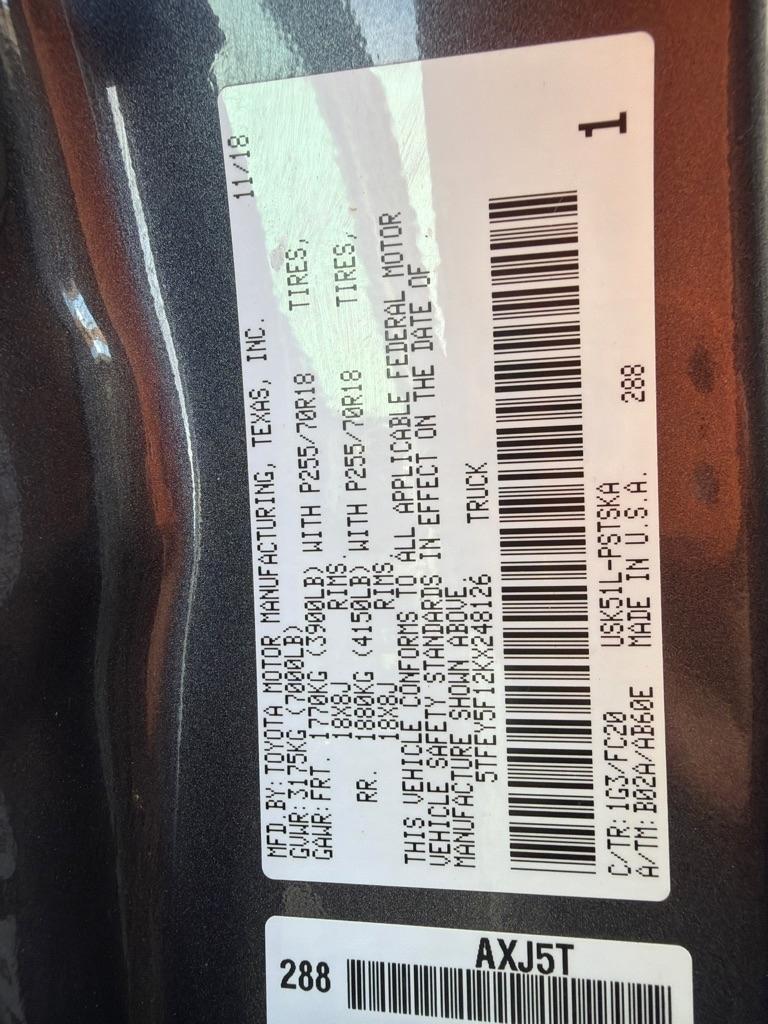 MFD BY: TOYOTA MOTOR MANUFACTURING, TEXAS, INC. 11/18
GVWR: 3175KG (7000LB)
GAWR: FRT. 1770KG (3900LB) WITH P255/70R18 TIRES,
18X8J RIMS.
RR. 1880KG (4150LB) WITH P255/70R18 TIRES,
18X8J RIMS.
THIS VEHICLE CONFORMS TO ALL APPLICABLE FEDERAL MOTOR
VEHICLE SAFETY STANDARDS IN EFFECT ON THE DATE OF
MANUFACTURE SHOWN ABOVE
5TFEY5F12KX248126 TRUCK
C/TR: 1G3/FC20 USK51L-PSTSKA 288
A/TM: B02A/AB60E MADE IN U.S.A.
1
288
AXJ5T